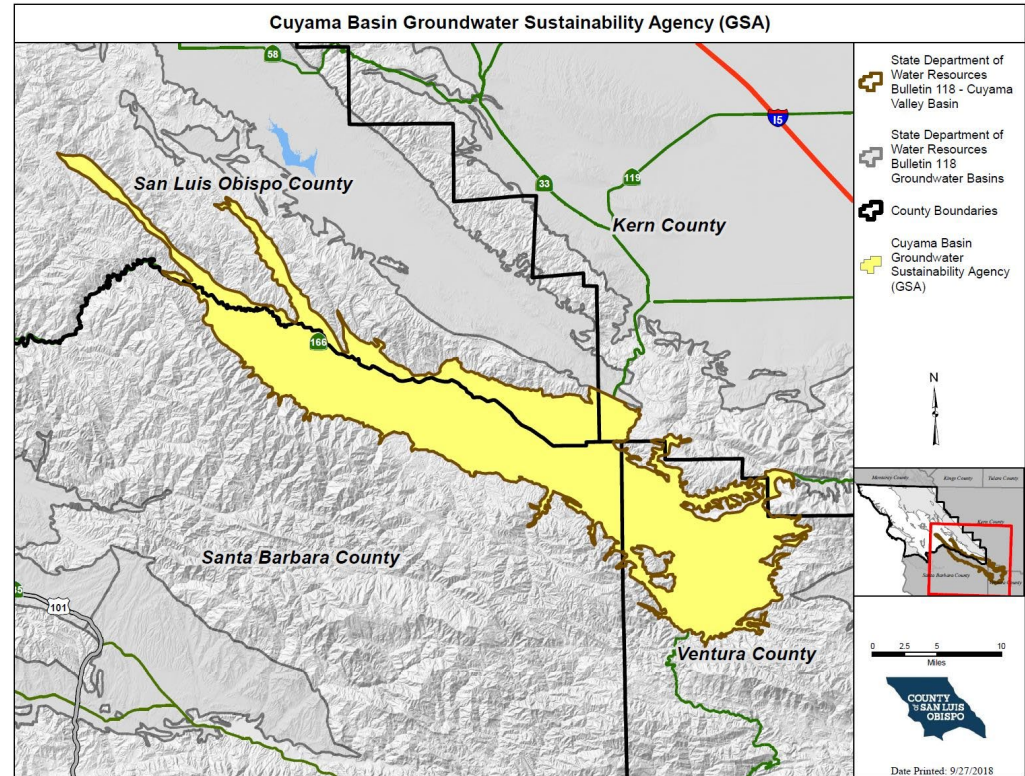 Cuyama Basin Groundwater Sustainability Agency (GSA)
58
San Luis Obispo County
I5
119
33
Kern County
166
Santa Barbara County
101
Ventura County
State Department of
Water Resources
Bulletin 118 - Cuyama
Valley Basin
State Department of
Water Resources
Bulletin 118
Groundwater Basins
County Boundaries
Cuyama Basin
Groundwater
Sustainability Agency
(GSA)
N
Monterey County
Kings County
Tulare County
Kern County
Santa Barbara County
0 2.5 5 10
Miles
COUNTY
OF SAN LUIS
OBISPO
Date Printed: 9/27/2018